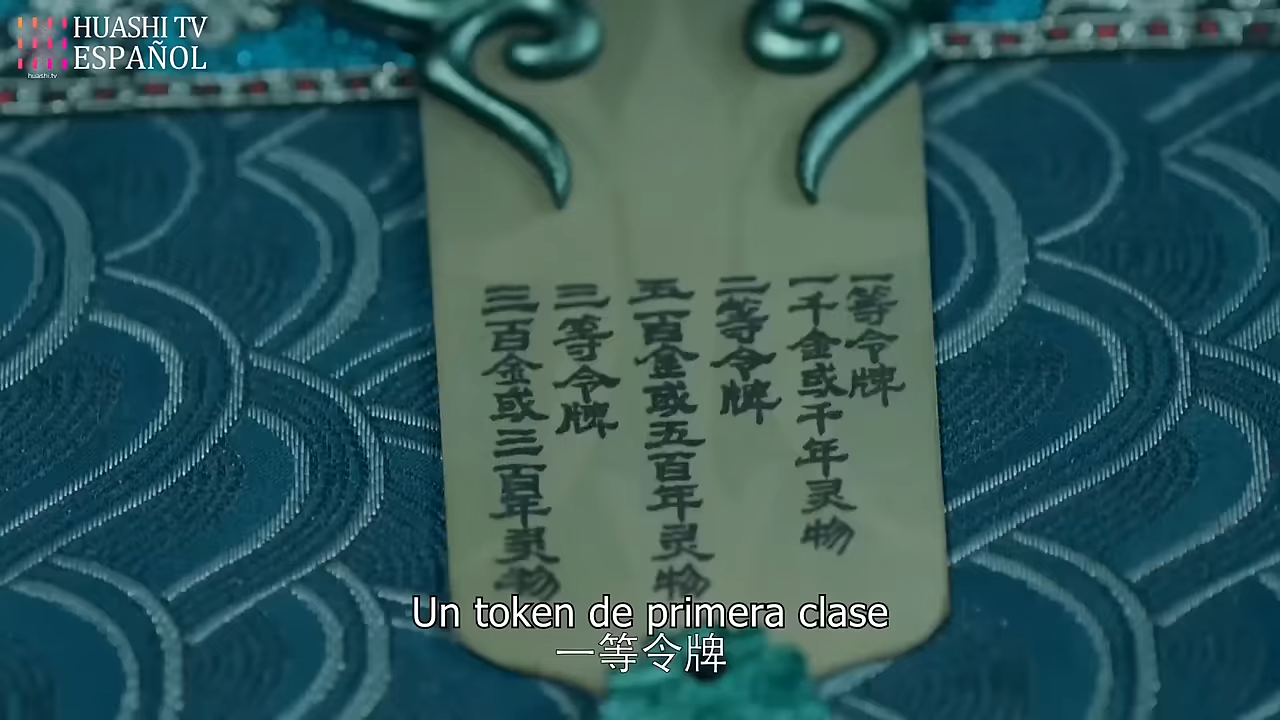 HUASHI TV
ESPAÑOL
huashi.tv
一等令牌
一千金或千年灵物
二等令牌
五百金或五百年灵物
三等令牌
三百金或三百年灵物
Un token de primera clase
一等令牌